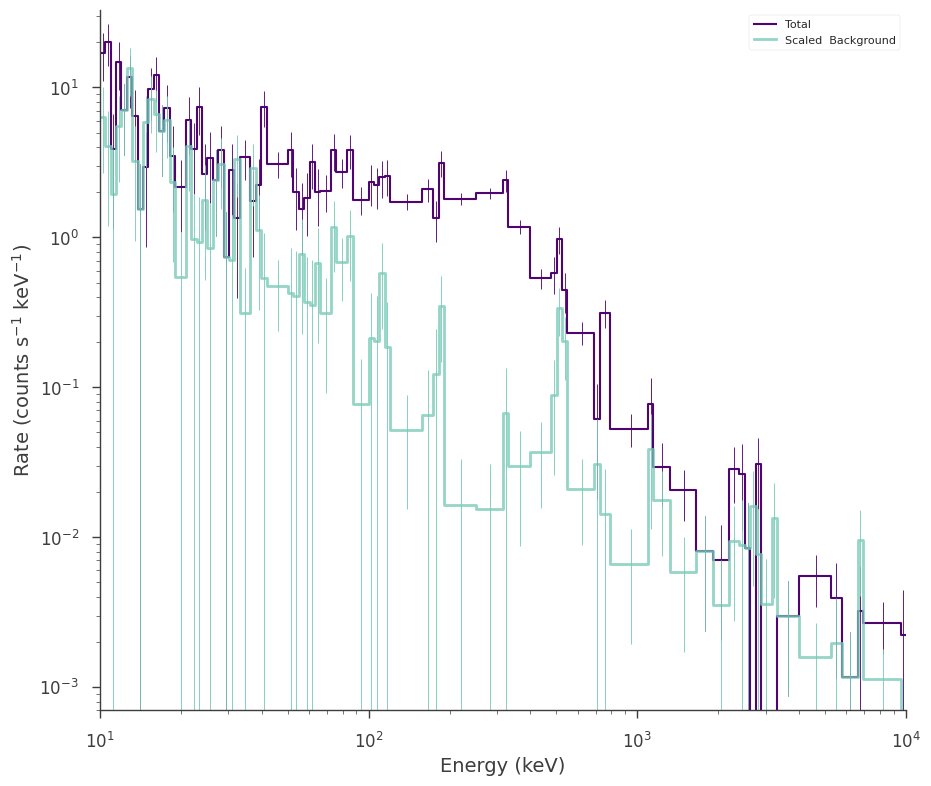 Total
Scaled  Background
Rate (counts s⁻¹ keV⁻¹)
10¹
10⁰
10⁻¹
10⁻²
10⁻³
10¹ 10² 10³ 10⁴
Energy (keV)